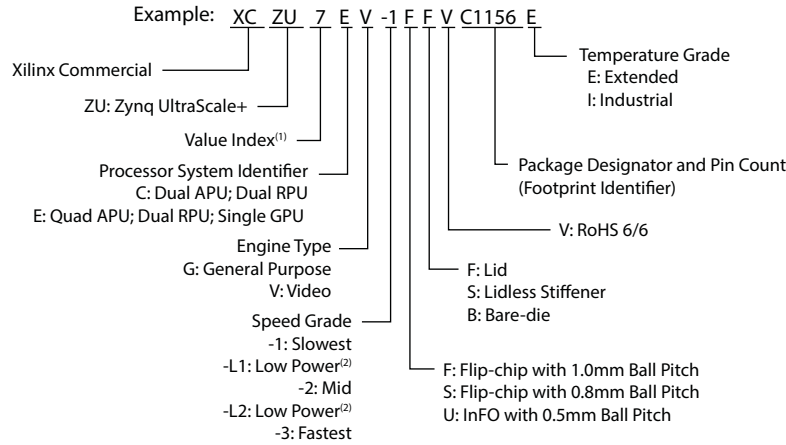 Example: XC ZU 7 E V -1 F F V C1156 E
Temperature Grade
E: Extended
I: Industrial
Xilinx Commercial
ZU: Zynq UltraScale+
Value Index(1)
Processor System Identifier
C: Dual APU; Dual RPU
E: Quad APU; Dual RPU; Single GPU
Package Designator and Pin Count
(Footprint Identifier)
V: RoHS 6/6
Engine Type
G: General Purpose
V: Video
F: Lid
S: Lidless Stiffener
B: Bare-die
Speed Grade
-1: Slowest
-L1: Low Power(2)
-2: Mid
-L2: Low Power(2)
-3: Fastest
F: Flip-chip with 1.0mm Ball Pitch
S: Flip-chip with 0.8mm Ball Pitch
U: InFO with 0.5mm Ball Pitch